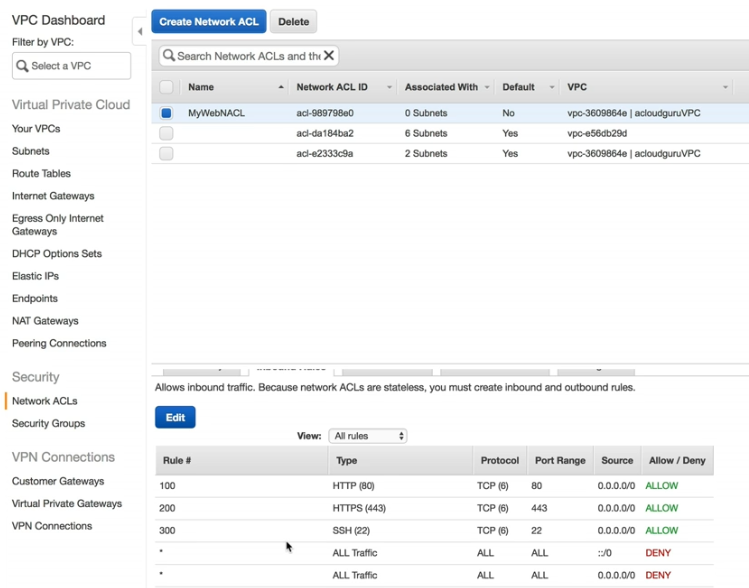 VPC Dashboard
Filter by VPC:
Select a VPC
Virtual Private Cloud
Your VPCs
Subnets
Route Tables
Internet Gateways
Egress Only Internet
Gateways
DHCP Options Sets
Elastic IPs
Endpoints
NAT Gateways
Peering Connections
Security
Network ACLs
Security Groups
VPN Connections
Customer Gateways
Virtual Private Gateways
VPN Connections
Create Network ACL Delete
Search Network ACLs and the
Name Network ACL ID Associated With Default VPC
MyWebNACL acl-989798e0 0 Subnets No vpc-3609864e | acloudguruVPC
acl-da184ba2 6 Subnets Yes vpc-e56db29d
acl-e2333c9a 2 Subnets Yes vpc-3609864e | acloudguruVPC
Inbound Rules
Allows inbound traffic. Because network ACLs are stateless, you must create inbound and outbound rules.
Edit
View: All rules
Rule # Type Protocol Port Range Source Allow / Deny
100 HTTP (80) TCP (6) 80 0.0.0.0/0 ALLOW
200 HTTPS (443) TCP (6) 443 0.0.0.0/0 ALLOW
300 SSH (22) TCP (6) 22 0.0.0.0/0 ALLOW
* ALL Traffic ALL ALL ::/0 DENY
* ALL Traffic ALL ALL 0.0.0.0/0 DENY